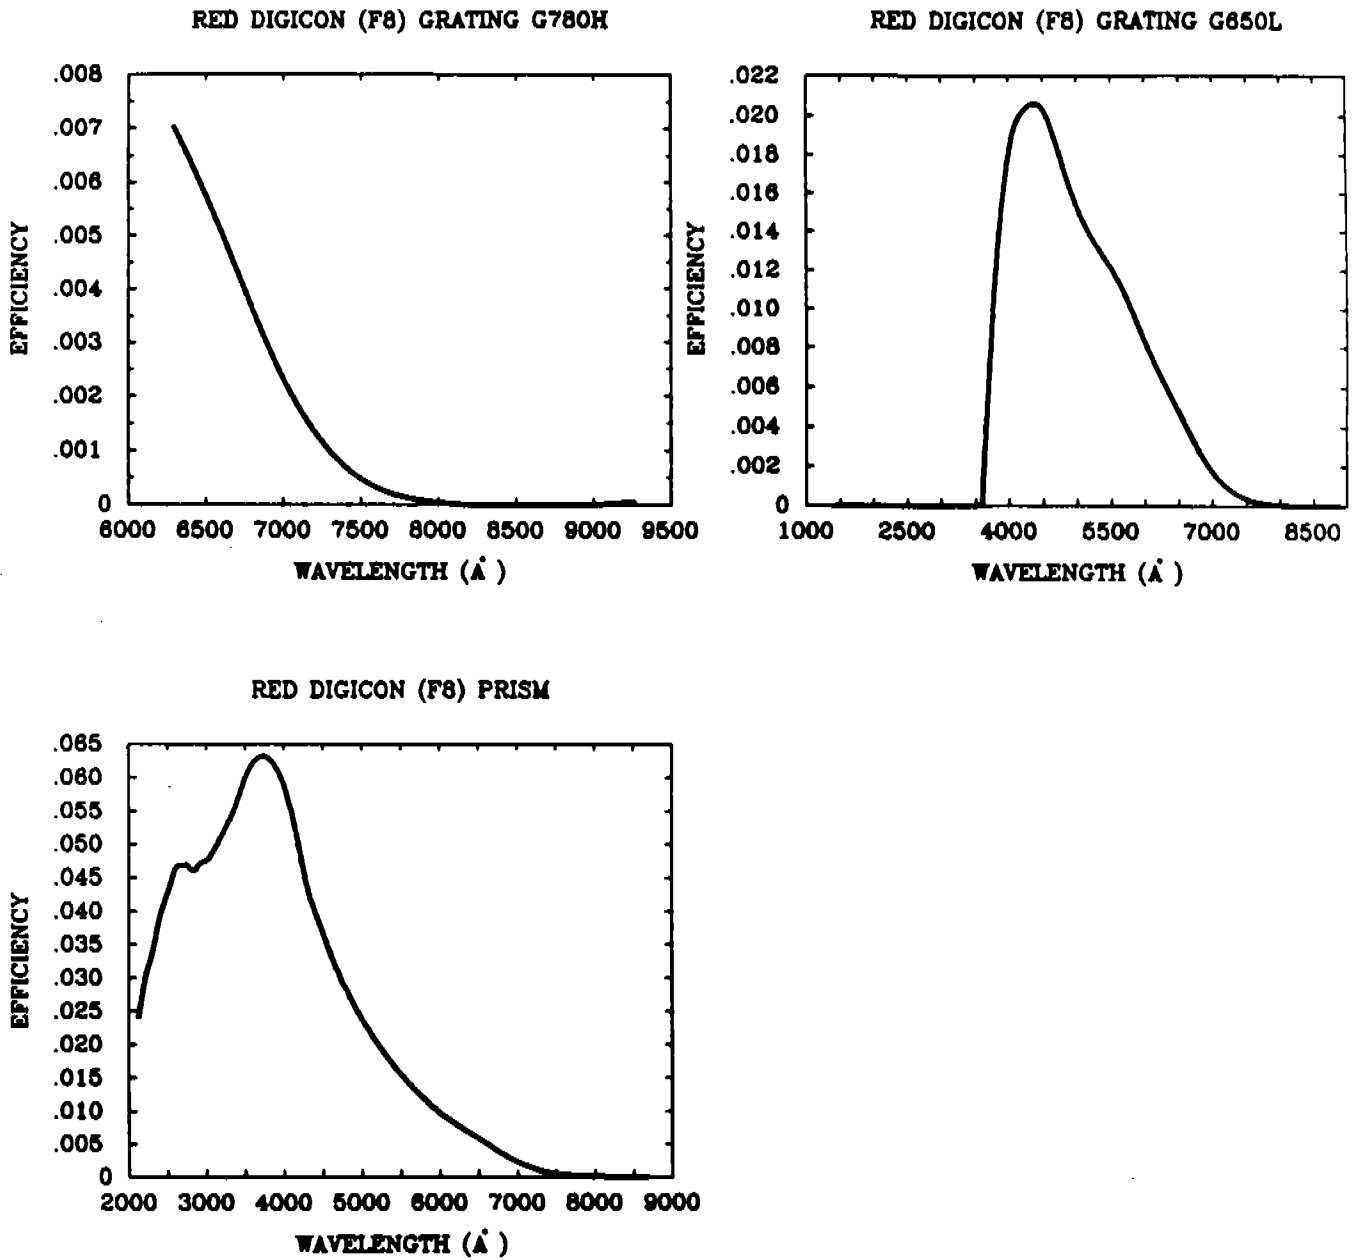 RED DIGICON (F8) GRATING G780H
.008
.007
.006
.005
.004
.003
.002
.001
0
EFFICIENCY
6000 6500 7000 7500 8000 8500 9000 9500
WAVELENGTH (Å)
RED DIGICON (F8) GRATING G650L
.022
.020
.018
.016
.014
.012
.010
.008
.006
.004
.002
0
EFFICIENCY
1000 2500 4000 5500 7000 8500
WAVELENGTH (Å)
RED DIGICON (F8) PRISM
.065
.060
.055
.050
.045
.040
.035
.030
.025
.020
.015
.010
.005
0
EFFICIENCY
2000 3000 4000 5000 6000 7000 8000 9000
WAVELENGTH (Å)